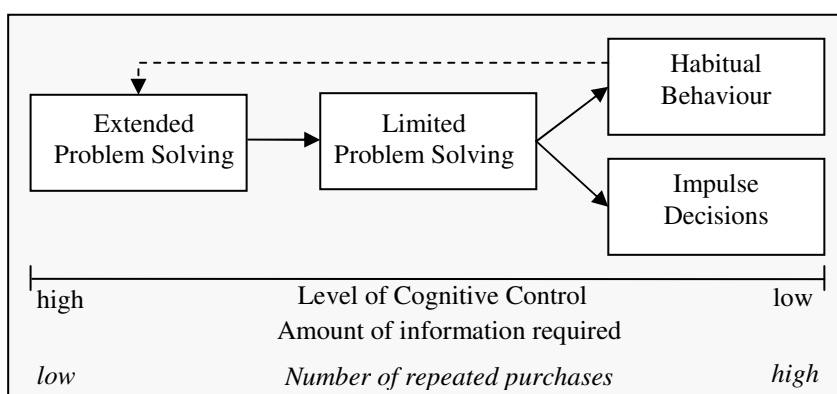 Habitual
Behaviour
Extended
Problem Solving
Limited
Problem Solving
Impulse
Decisions
high Level of Cognitive Control low
Amount of information required
low Number of repeated purchases high